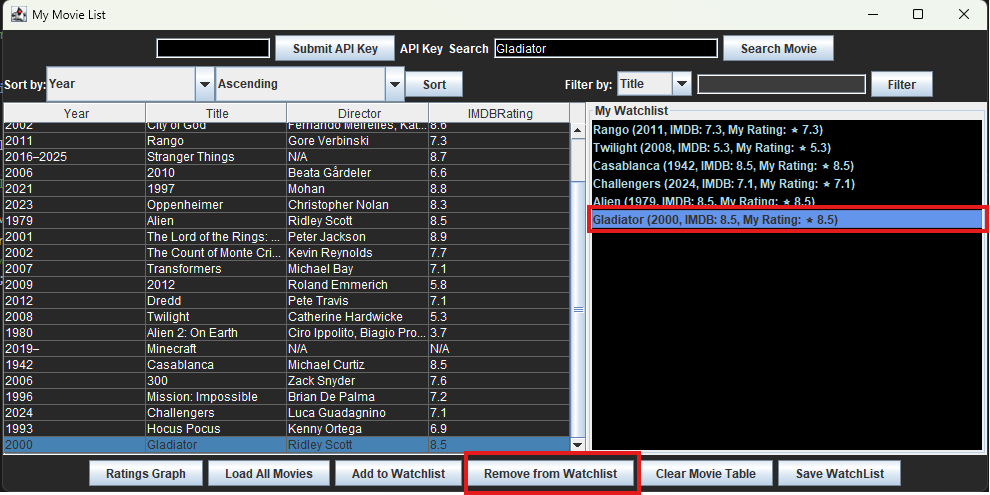 My Movie List
Submit API Key API Key Search Gladiator Search Movie
Sort by: Year Ascending Sort Filter by: Title Filter
Year Title Director IMDBRating
2002 City of God Fernando Meirelles, Kat... 8.6
2011 Rango Gore Verbinski 7.3
2016–2025 Stranger Things N/A 8.7
2006 2010 Beata Gårdeler 6.6
2021 1997 Mohan 8.8
2023 Oppenheimer Christopher Nolan 8.3
1979 Alien Ridley Scott 8.5
2001 The Lord of the Rings: ... Peter Jackson 8.9
2002 The Count of Monte Cri... Kevin Reynolds 7.7
2007 Transformers Michael Bay 7.1
2009 2012 Roland Emmerich 5.8
2012 Dredd Pete Travis 7.1
2008 Twilight Catherine Hardwicke 5.3
1980 Alien 2: On Earth Ciro Ippolito, Biagio Pro... 3.7
2019– Minecraft N/A N/A
1942 Casablanca Michael Curtiz 8.5
2006 300 Zack Snyder 7.6
1996 Mission: Impossible Brian De Palma 7.2
2024 Challengers Luca Guadagnino 7.1
1993 Hocus Pocus Kenny Ortega 6.9
2000 Gladiator Ridley Scott 8.5
My Watchlist
Rango (2011, IMDB: 7.3, My Rating: ★ 7.3)
Twilight (2008, IMDB: 5.3, My Rating: ★ 5.3)
Casablanca (1942, IMDB: 8.5, My Rating: ★ 8.5)
Challengers (2024, IMDB: 7.1, My Rating: ★ 7.1)
Alien (1979, IMDB: 8.5, My Rating: ★ 8.5)
Gladiator (2000, IMDB: 8.5, My Rating: ★ 8.5)
Ratings Graph Load All Movies Add to Watchlist Remove from Watchlist Clear Movie Table Save WatchList